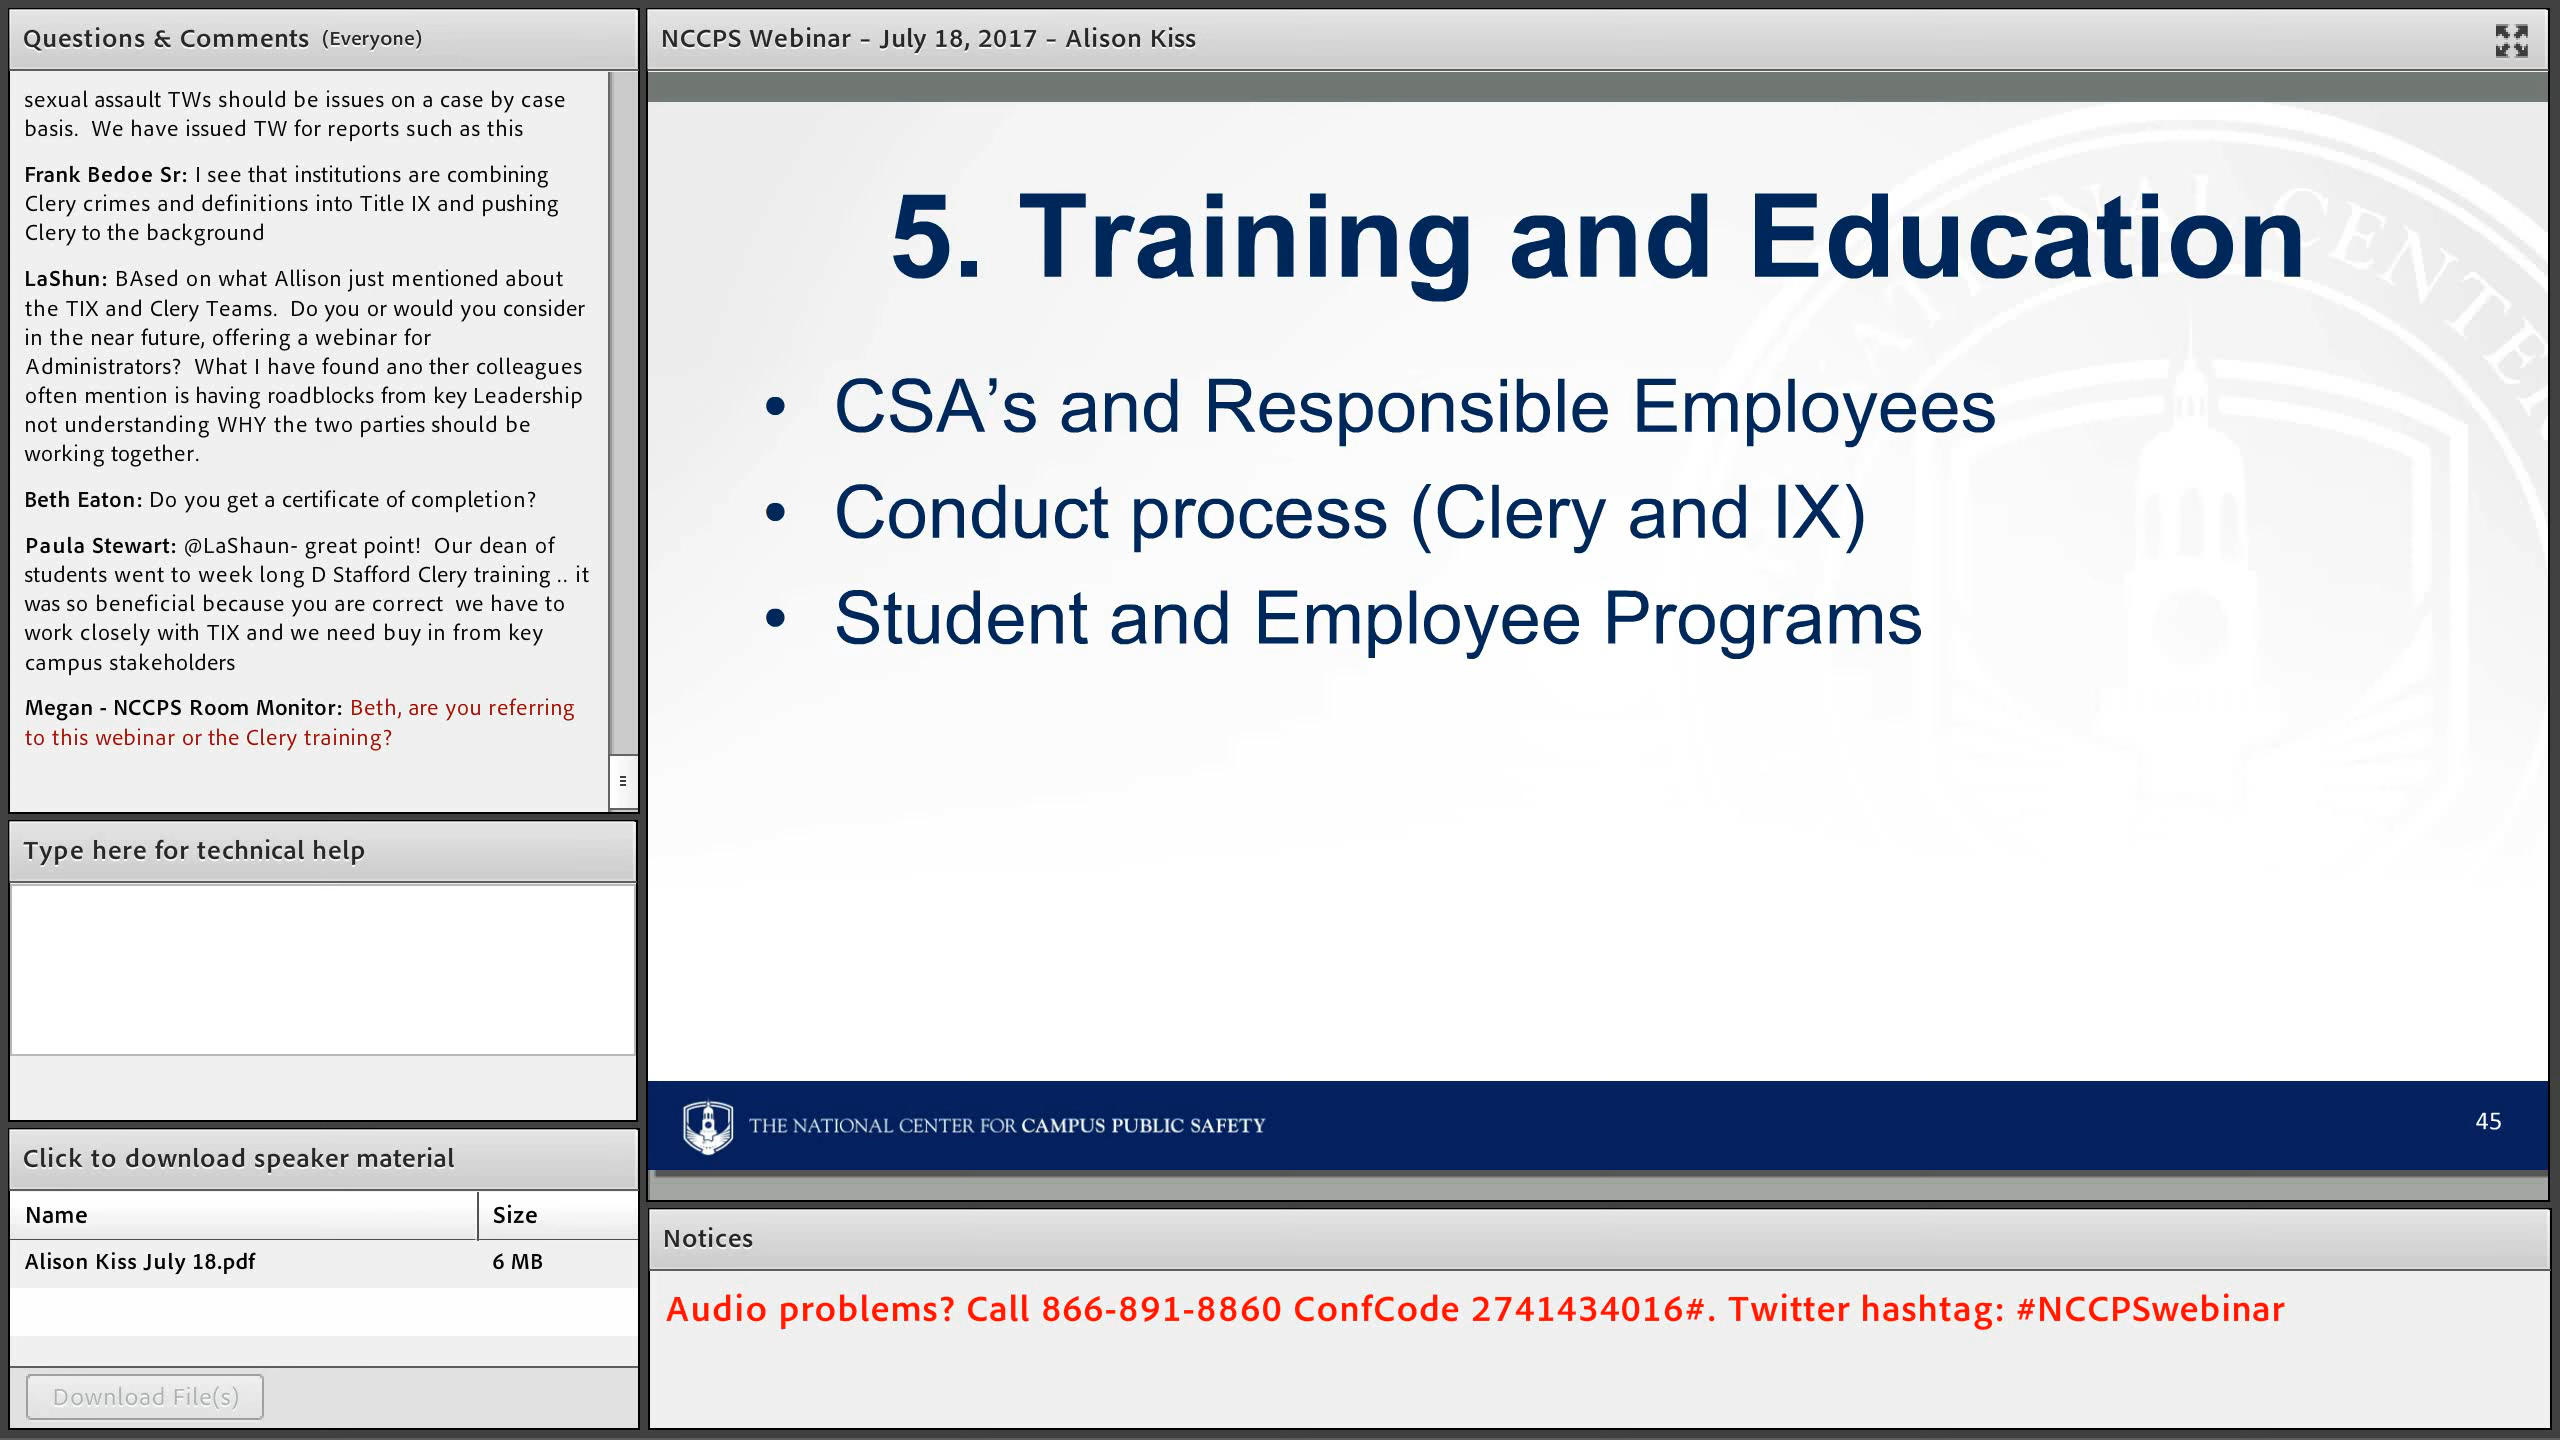 Questions & Comments (Everyone)
sexual assault TWs should be issues on a case by case
basis.  We have issued TW for reports such as this
Frank Bedoe Sr: I see that institutions are combining
Clery crimes and definitions into Title IX and pushing
Clery to the background
LaShun: BAsed on what Allison just mentioned about
the TIX and Clery Teams.  Do you or would you consider
in the near future, offering a webinar for
Administrators?  What I have found ano ther colleagues
often mention is having roadblocks from key Leadership
not understanding WHY the two parties should be
working together.
Beth Eaton: Do you get a certificate of completion?
Paula Stewart: @LaShaun- great point!  Our dean of
students went to week long D Stafford Clery training .. it
was so beneficial because you are correct  we have to
work closely with TIX and we need buy in from key
campus stakeholders
Megan - NCCPS Room Monitor: Beth, are you referring
to this webinar or the Clery training?
Type here for technical help
Click to download speaker material
Name Size
Alison Kiss July 18.pdf 6 MB
Download File(s)
NCCPS Webinar – July 18, 2017 – Alison Kiss
NATIONAL CENTER
5. Training and Education
• CSA’s and Responsible Employees
• Conduct process (Clery and IX)
• Student and Employee Programs
THE NATIONAL CENTER FOR CAMPUS PUBLIC SAFETY
45
Notices
Audio problems? Call 866-891-8860 ConfCode 2741434016#. Twitter hashtag: #NCCPSwebinar